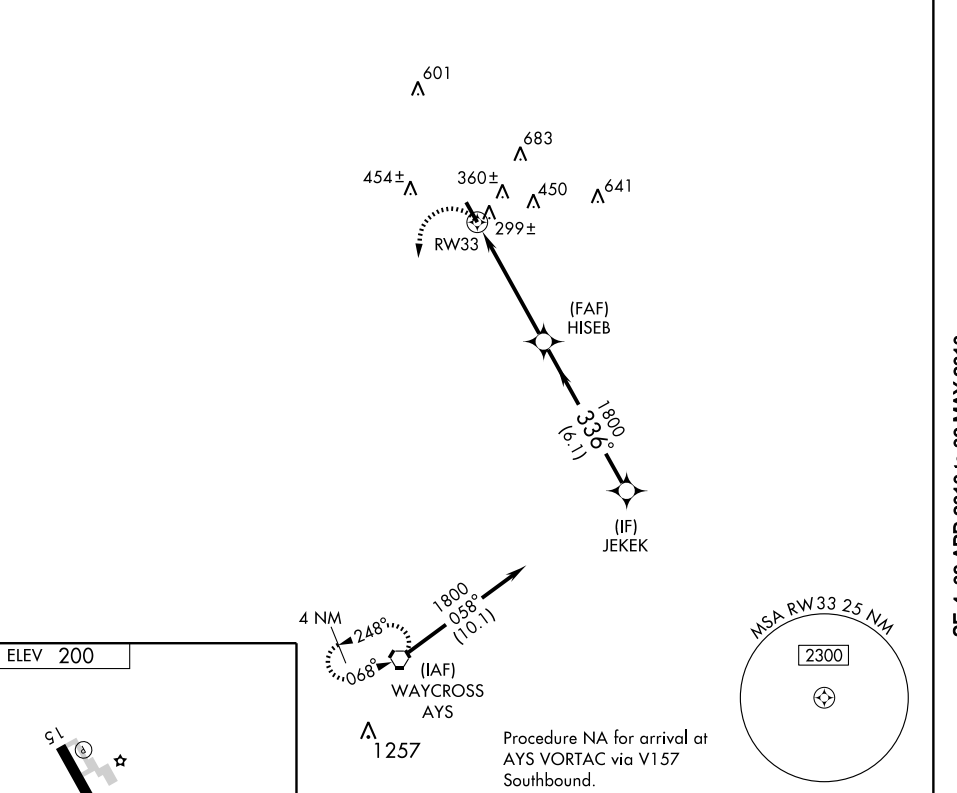 601
683
454±
360±
450
641
299±
RW33
(FAF)
HISEB
1800
336°
(6.1)
(IF)
JEKEK
1800
058°
(10.1)
4 NM
248°
068°
(IAF)
WAYCROSS
AYS
1257
MSA RW33 25 NM
2300
ELEV 200
15
P
Procedure NA for arrival at
AYS VORTAC via V157
Southbound.